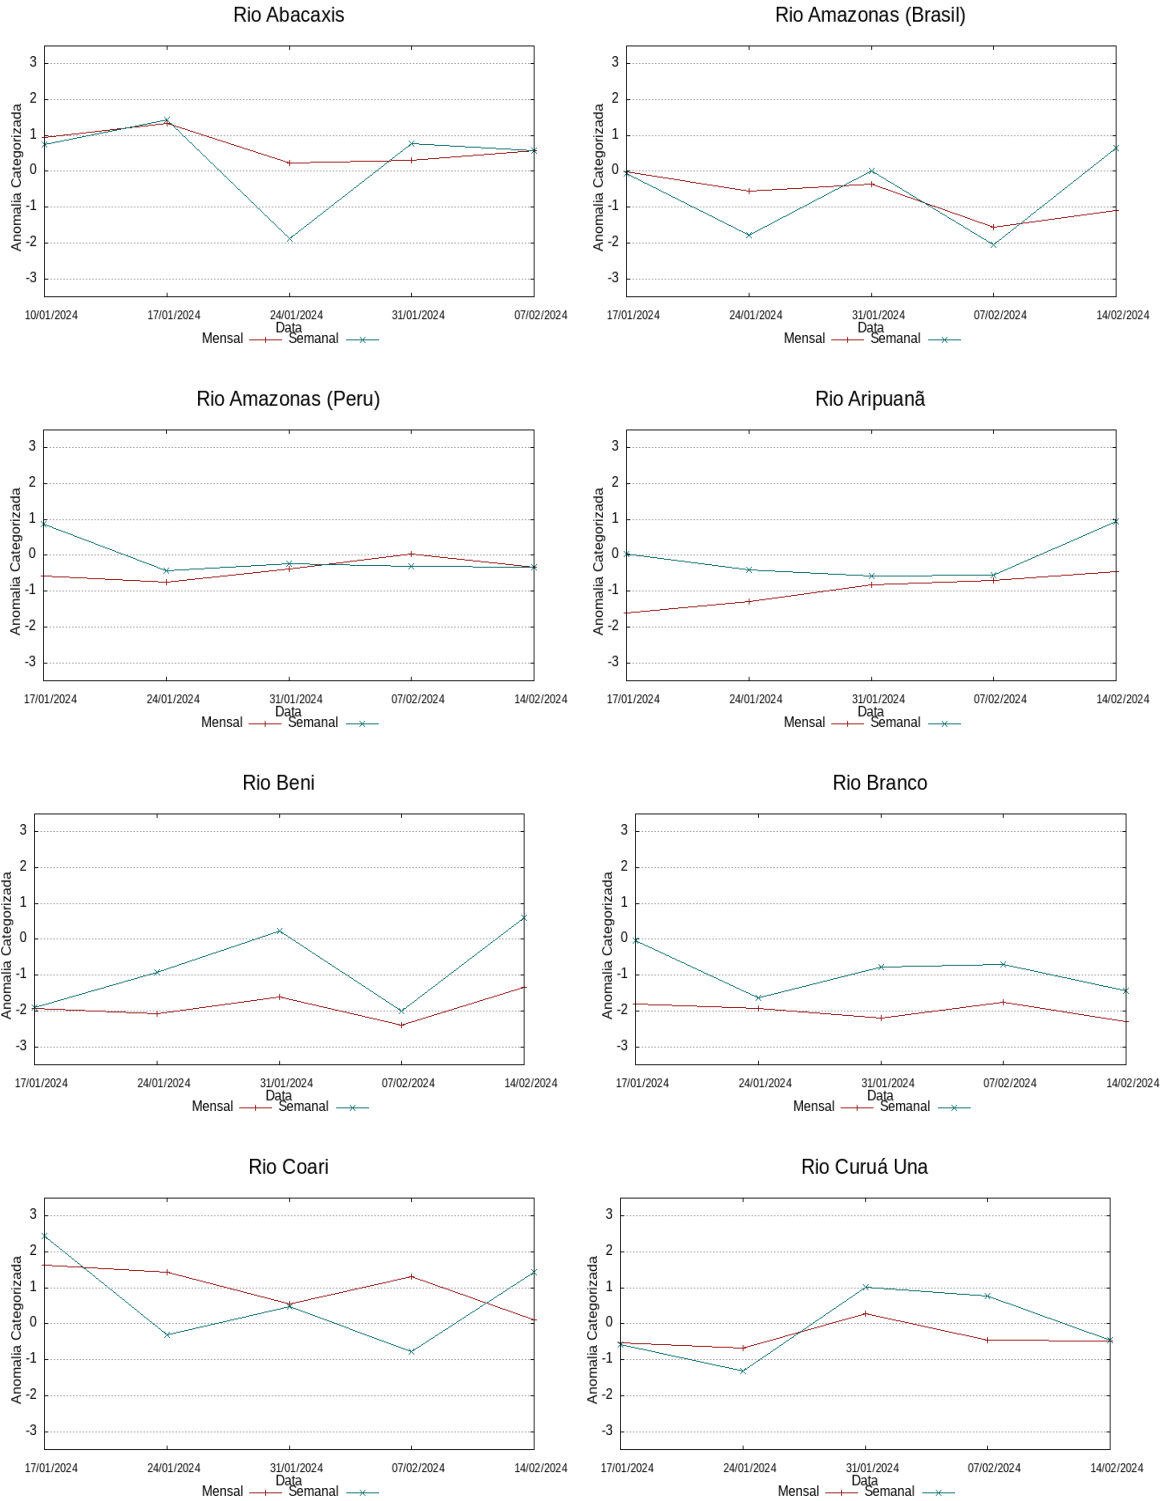 Rio Abacaxis
Anomalia Categorizada
3
2
1
0
-1
-2
-3
10/01/2024 17/01/2024 24/01/2024 31/01/2024 07/02/2024
Data
Mensal Semanal
Rio Amazonas (Brasil)
Anomalia Categorizada
3
2
1
0
-1
-2
-3
17/01/2024 24/01/2024 31/01/2024 07/02/2024 14/02/2024
Data
Mensal Semanal
Rio Amazonas (Peru)
Anomalia Categorizada
3
2
1
0
-1
-2
-3
17/01/2024 24/01/2024 31/01/2024 07/02/2024 14/02/2024
Data
Mensal Semanal
Rio Aripuanã
Anomalia Categorizada
3
2
1
0
-1
-2
-3
17/01/2024 24/01/2024 31/01/2024 07/02/2024 14/02/2024
Data
Mensal Semanal
Rio Beni
Anomalia Categorizada
3
2
1
0
-1
-2
-3
17/01/2024 24/01/2024 31/01/2024 07/02/2024 14/02/2024
Data
Mensal Semanal
Rio Branco
Anomalia Categorizada
3
2
1
0
-1
-2
-3
17/01/2024 24/01/2024 31/01/2024 07/02/2024 14/02/2024
Data
Mensal Semanal
Rio Coari
Anomalia Categorizada
3
2
1
0
-1
-2
-3
17/01/2024 24/01/2024 31/01/2024 07/02/2024 14/02/2024
Data
Mensal Semanal
Rio Curuá Una
Anomalia Categorizada
3
2
1
0
-1
-2
-3
17/01/2024 24/01/2024 31/01/2024 07/02/2024 14/02/2024
Data
Mensal Semanal